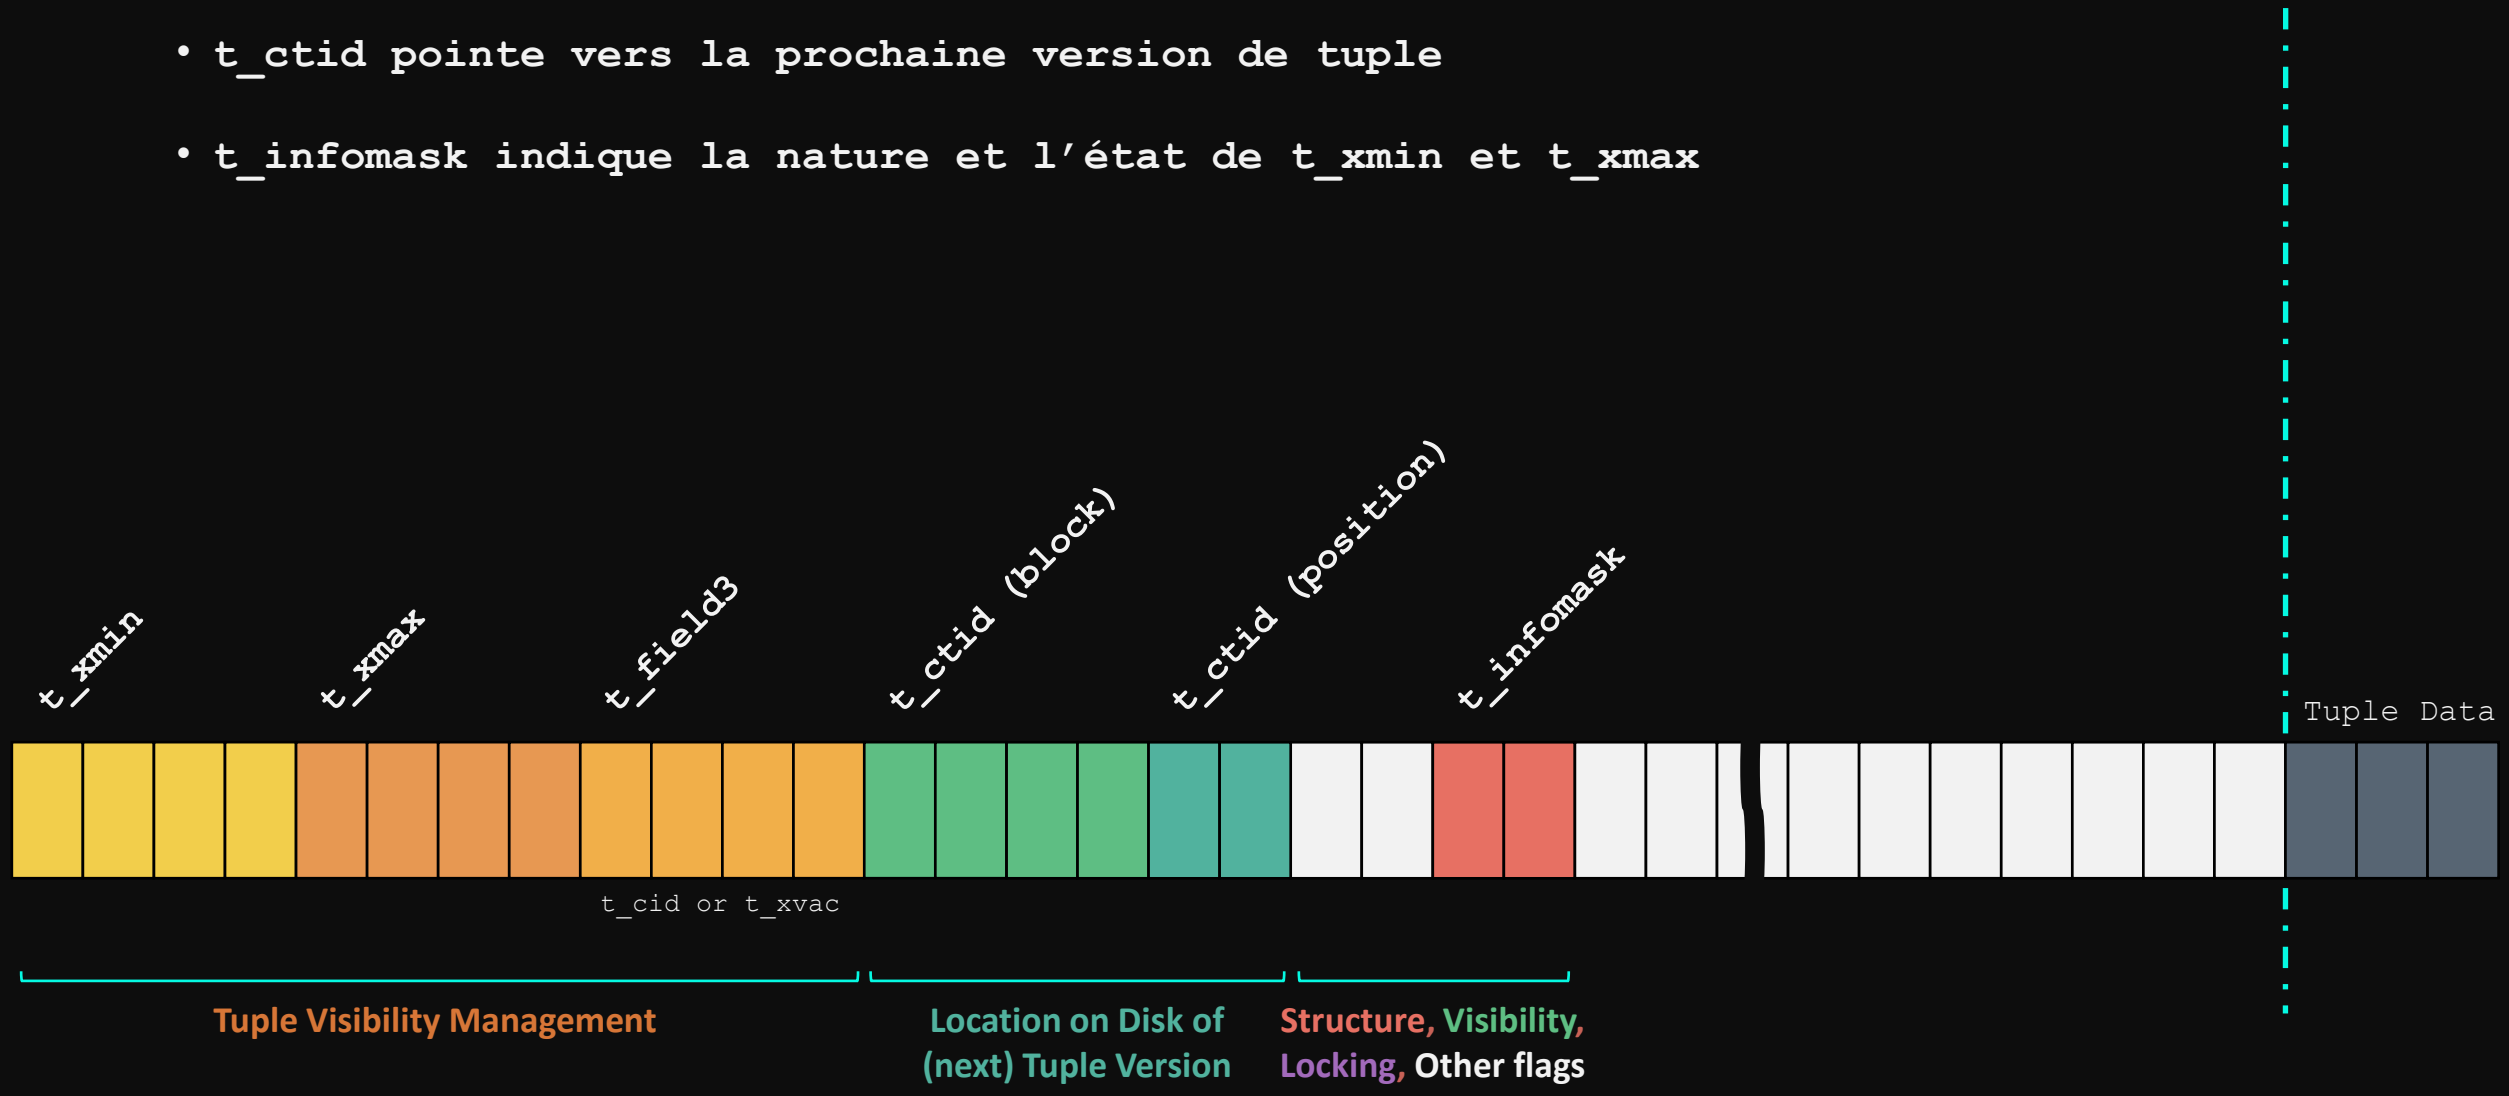 • t_ctid pointe vers la prochaine version de tuple
• t_infomask indique la nature et l’état de t_xmin et t_xmax
t_xmin
t_xmax
t_field3
t_ctid (block)
t_ctid (position)
t_infomask
Tuple Data
t_cid or t_xvac
Tuple Visibility Management
Location on Disk of
(next) Tuple Version
Structure, Visibility,
Locking, Other flags